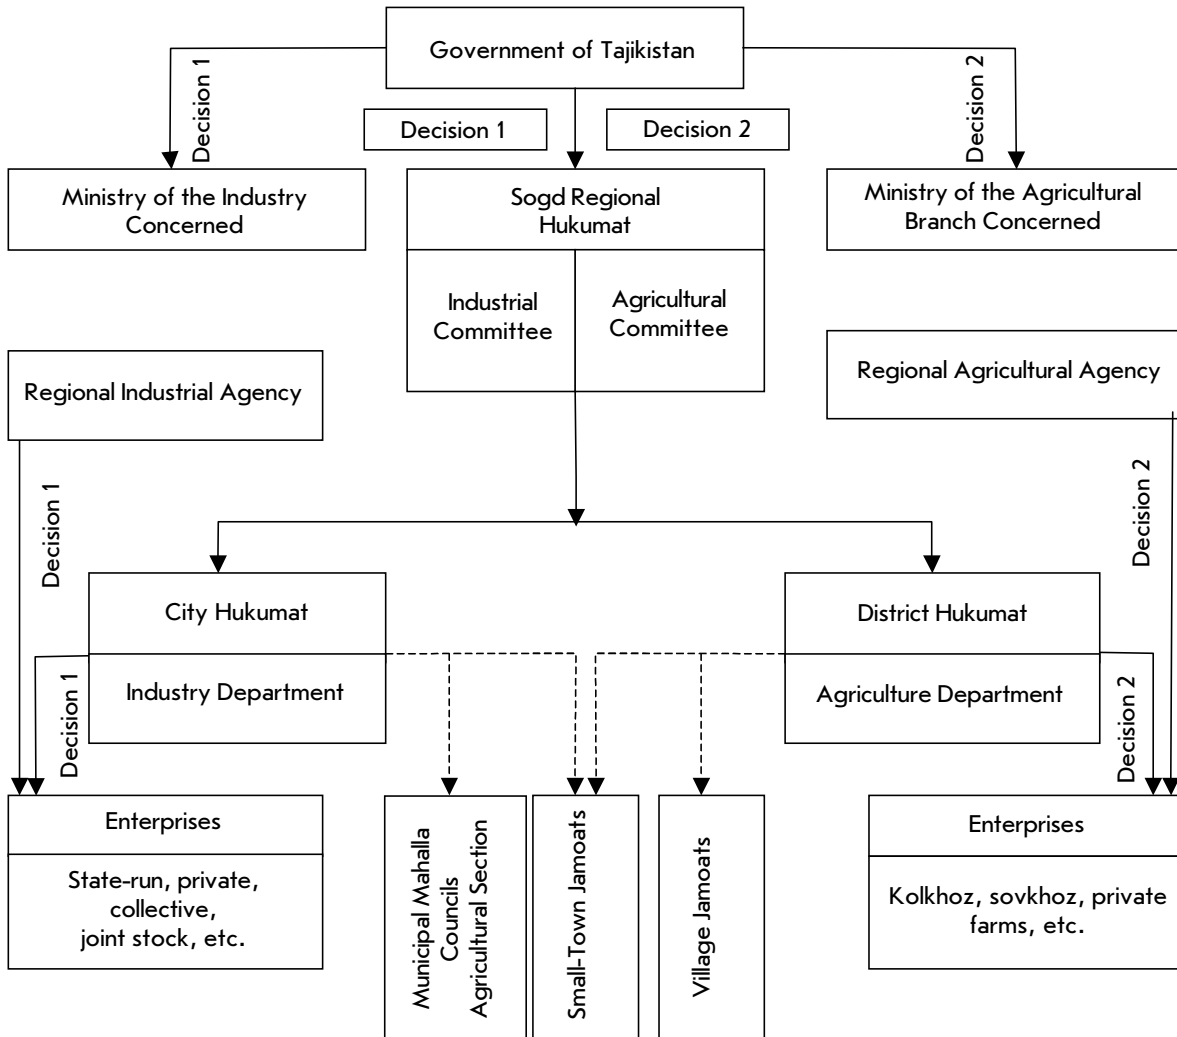 Government of Tajikistan
Decision 1
Decision 1
Decision 2
Decision 2
Ministry of the Industry
Concerned
Sogd Regional
Hukumat
Ministry of the Agricultural
Branch Concerned
Industrial
Committee
Agricultural
Committee
Regional Industrial Agency
Regional Agricultural Agency
Decision 1
Decision 2
City Hukumat
District Hukumat
Industry Department
Agriculture Department
Decision 1
Decision 2
Enterprises
State-run, private,
collective,
joint stock, etc.
Municipal Mahalla
Councils
Agricultural Section
Small-Town Jamoats
Village Jamoats
Enterprises
Kolkhoz, sovkhoz, private
farms, etc.